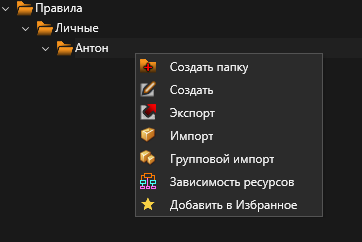 Правила
Личные
Антон
Создать папку
Создать
Экспорт
Импорт
Групповой импорт
Зависимость ресурсов
Добавить в Избранное